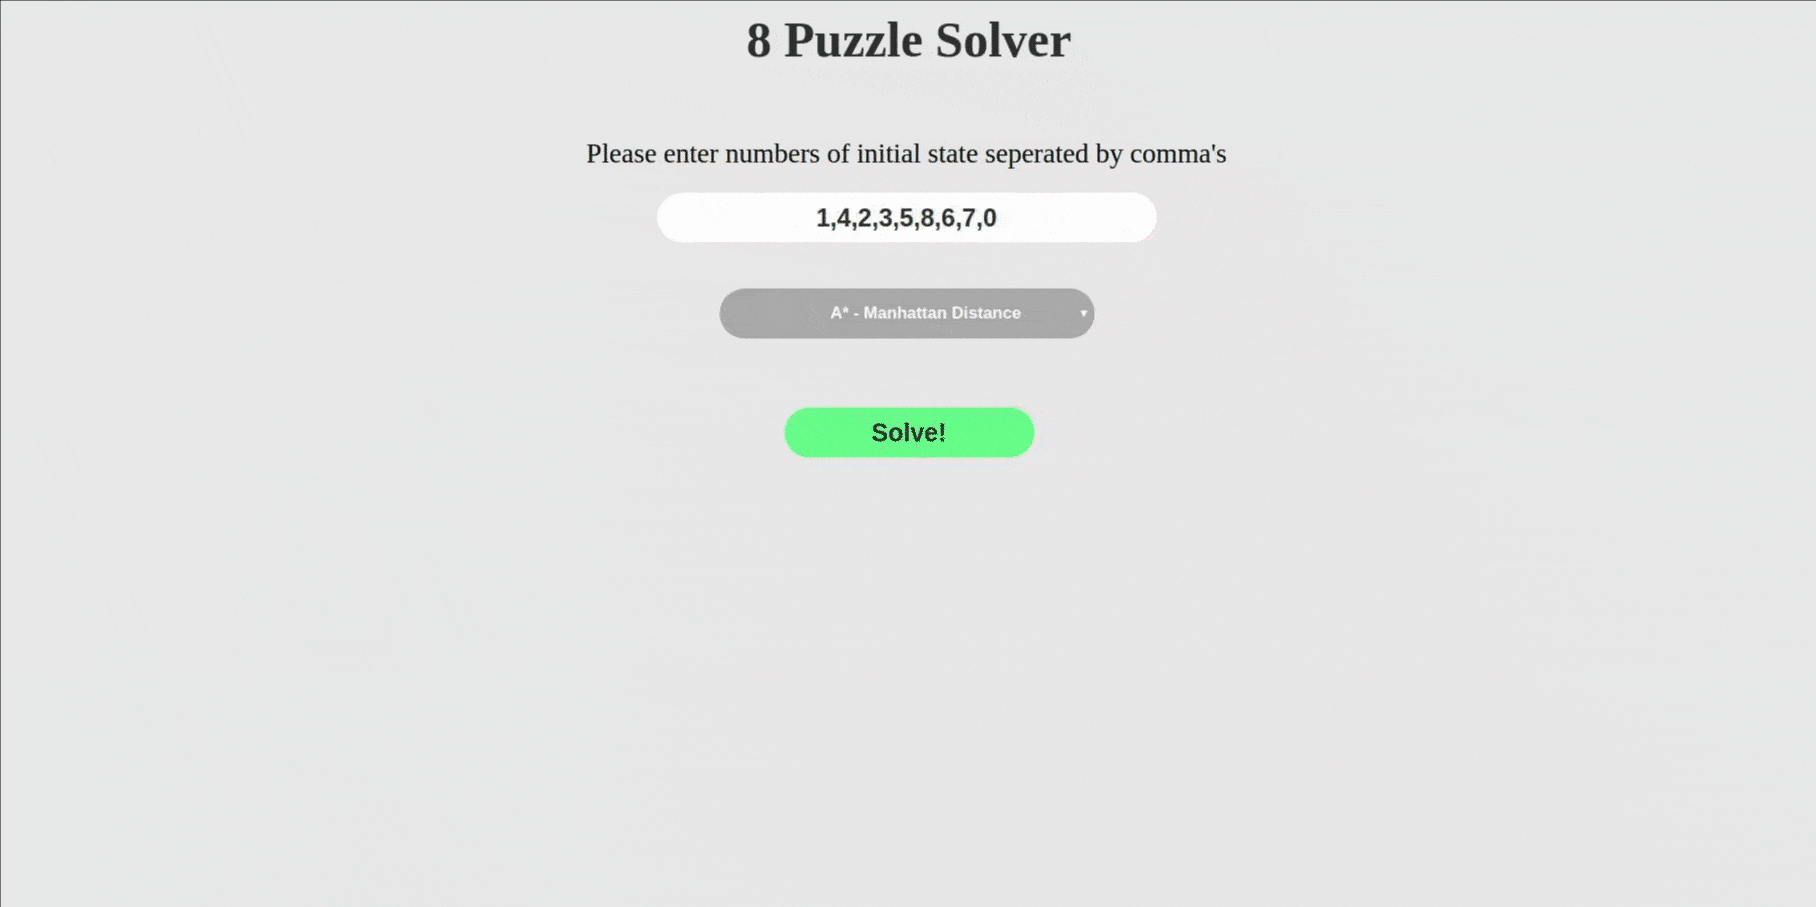 8 Puzzle Solver
Please enter numbers of initial state seperated by comma's
1,4,2,3,5,8,6,7,0
A* - Manhattan Distance
Solve!